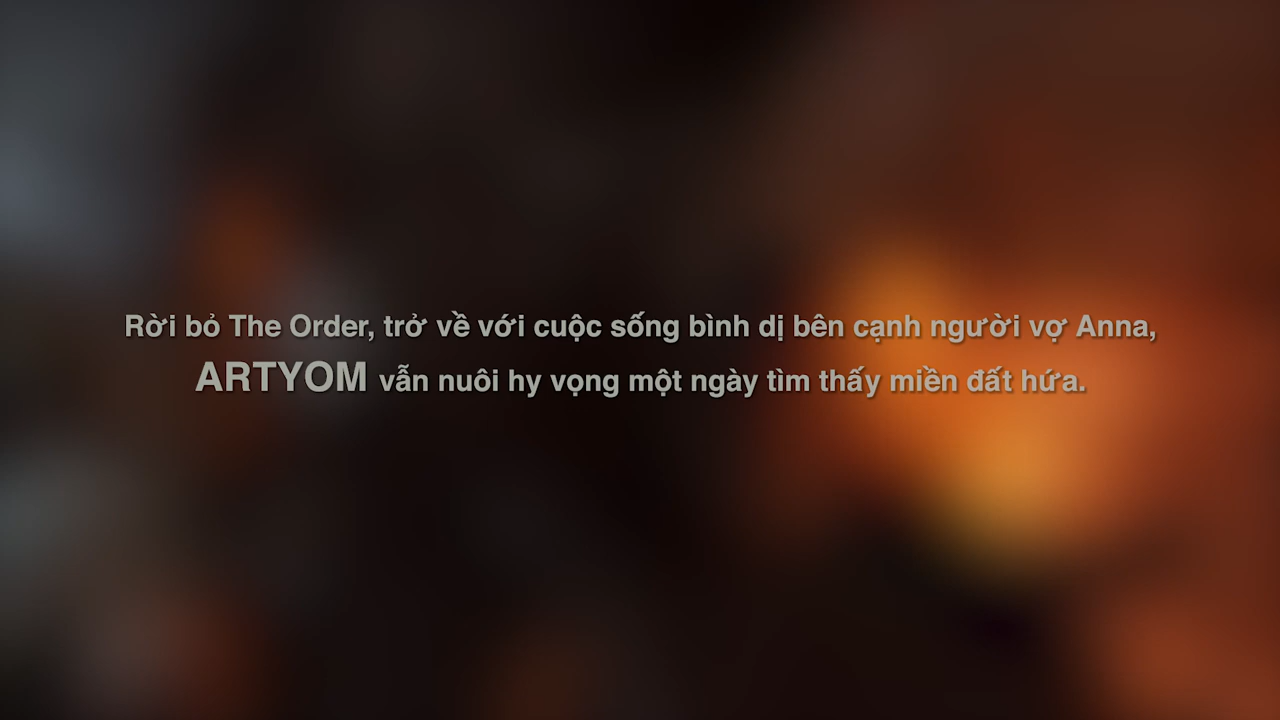 Rời bỏ The Order, trở về với cuộc sống bình dị bên cạnh người vợ Anna,
ARTYOM vẫn nuôi hy vọng một ngày tìm thấy miền đất hứa.